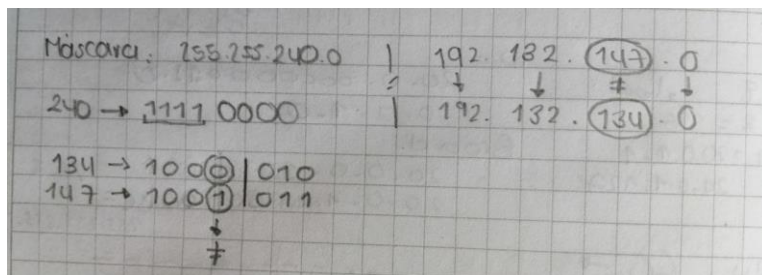 Máscara: 255.255.240.0 | 192. 132. 147. 0
= ↓ ↓ ≠ ↓
240 → 1111 0000 | 192. 132. 134. 0
134 → 1000|010
147 → 1001|011
↓
≠